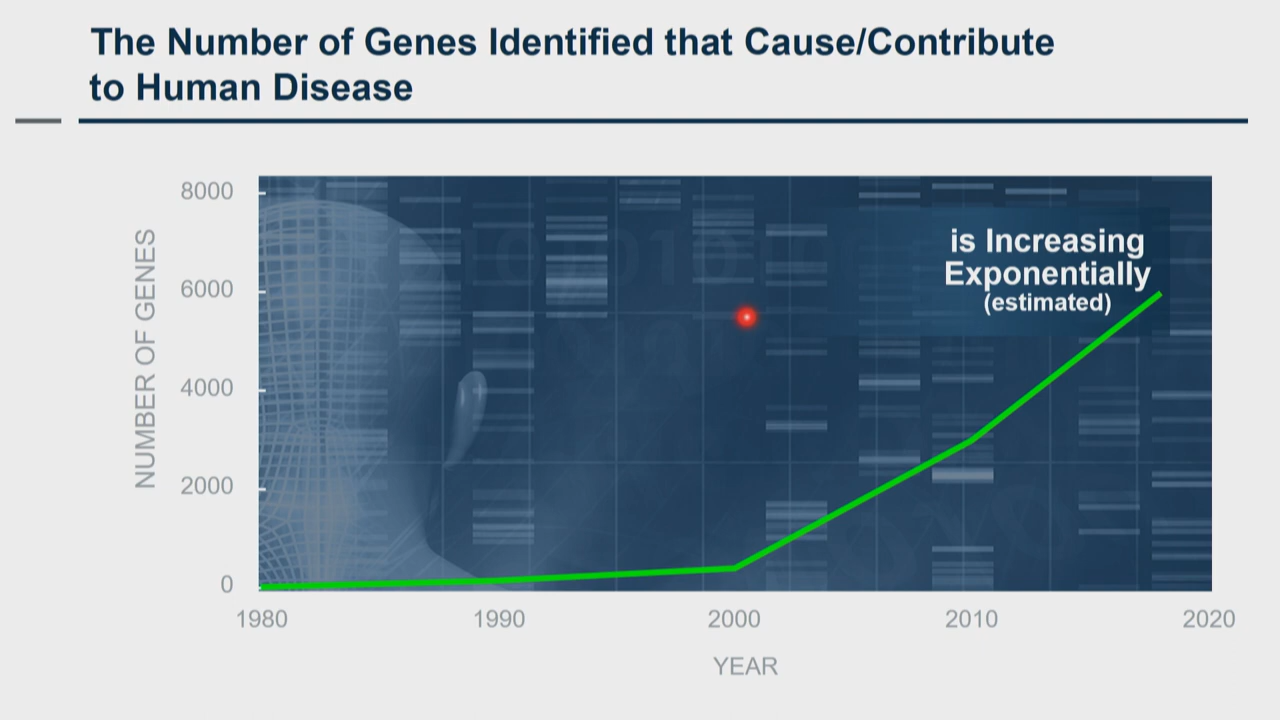 The Number of Genes Identified that Cause/Contribute
to Human Disease
NUMBER OF GENES
8000
6000
4000
2000
0
is Increasing
Exponentially
(estimated)
1980 1990 2000 2010 2020
YEAR